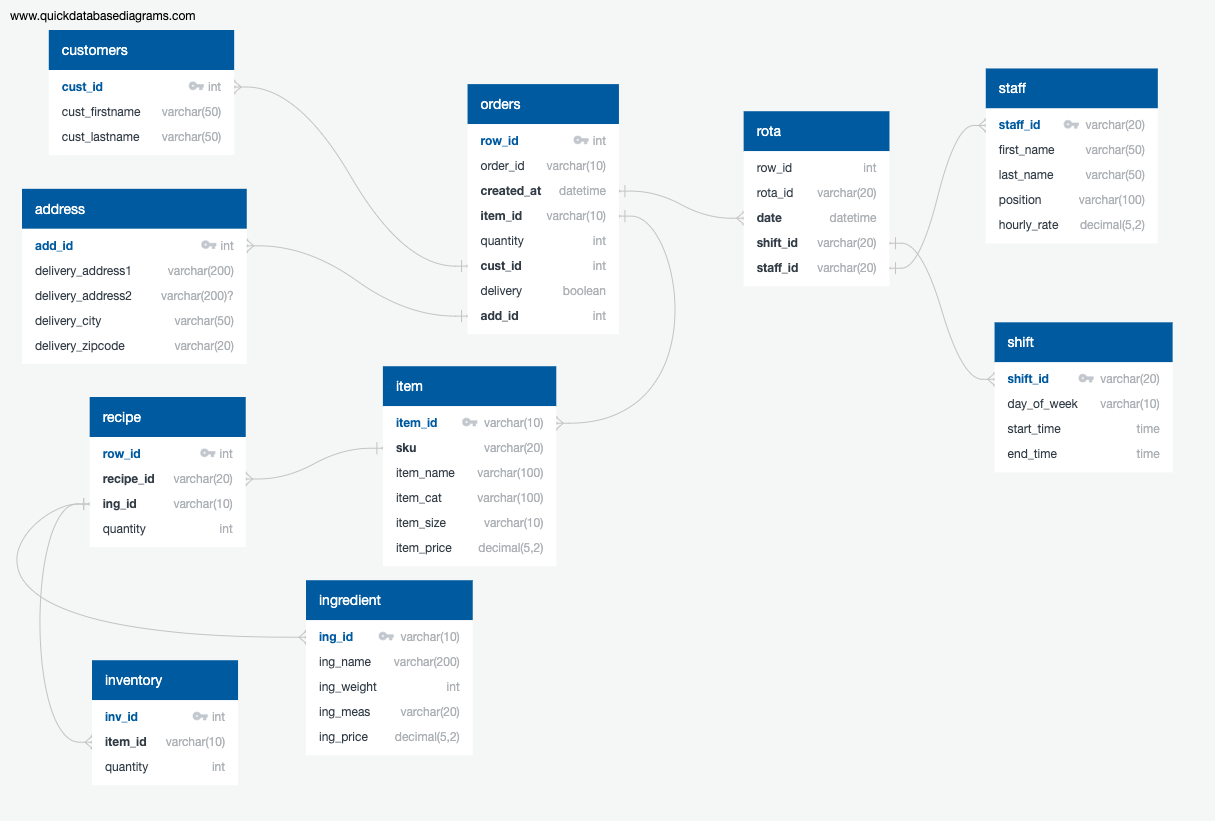 www.quickdatabasediagrams.com
customers
cust_id int
cust_firstname varchar(50)
cust_lastname varchar(50)
address
add_id int
delivery_address1 varchar(200)
delivery_address2 varchar(200)?
delivery_city varchar(50)
delivery_zipcode varchar(20)
orders
row_id int
order_id varchar(10)
created_at datetime
item_id varchar(10)
quantity int
cust_id int
delivery boolean
add_id int
rota
row_id int
rota_id varchar(20)
date datetime
shift_id varchar(20)
staff_id varchar(20)
staff
staff_id varchar(20)
first_name varchar(50)
last_name varchar(50)
position varchar(100)
hourly_rate decimal(5,2)
shift
shift_id varchar(20)
day_of_week varchar(10)
start_time time
end_time time
recipe
row_id int
recipe_id varchar(20)
ing_id varchar(10)
quantity int
item
item_id varchar(10)
sku varchar(20)
item_name varchar(100)
item_cat varchar(100)
item_size varchar(10)
item_price decimal(5,2)
ingredient
ing_id varchar(10)
ing_name varchar(200)
ing_weight int
ing_meas varchar(20)
ing_price decimal(5,2)
inventory
inv_id int
item_id varchar(10)
quantity int